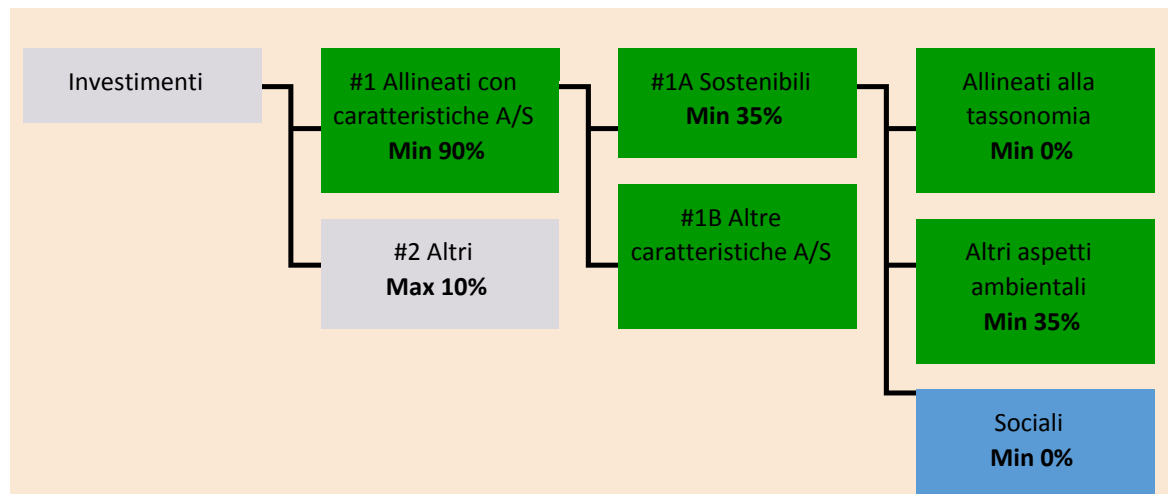 Investimenti
#1 Allineati con
caratteristiche A/S
Min 90%
#2 Altri
Max 10%
#1A Sostenibili
Min 35%
#1B Altre
caratteristiche A/S
Allineati alla
tassonomia
Min 0%
Altri aspetti
ambientali
Min 35%
Sociali
Min 0%